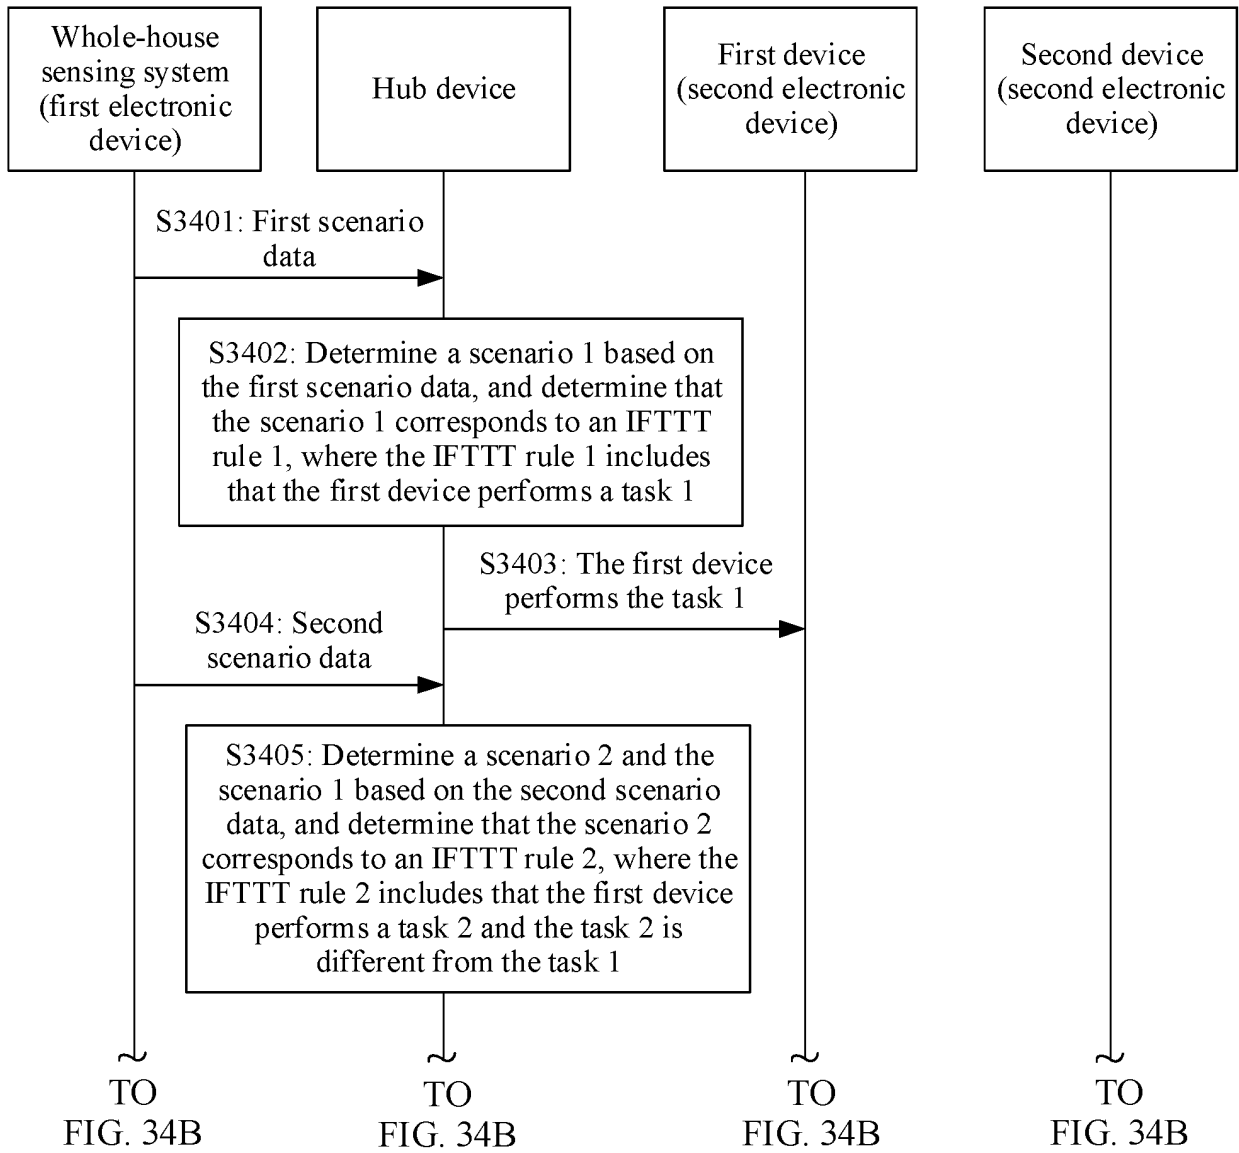 Whole-house
sensing system
(first electronic
device)
Hub device
First device
(second electronic
device)
Second device
(second electronic
device)
S3401: First scenario
data
S3402: Determine a scenario 1 based on
the first scenario data, and determine that
the scenario 1 corresponds to an IFTTT
rule 1, where the IFTTT rule 1 includes
that the first device performs a task 1
S3403: The first device
performs the task 1
S3404: Second
scenario data
S3405: Determine a scenario 2 and the
scenario 1 based on the second scenario
data, and determine that the scenario 2
corresponds to an IFTTT rule 2, where the
IFTTT rule 2 includes that the first device
performs a task 2 and the task 2 is
different from the task 1
TO
FIG. 34B
TO
FIG. 34B
TO
FIG. 34B
TO
FIG. 34B